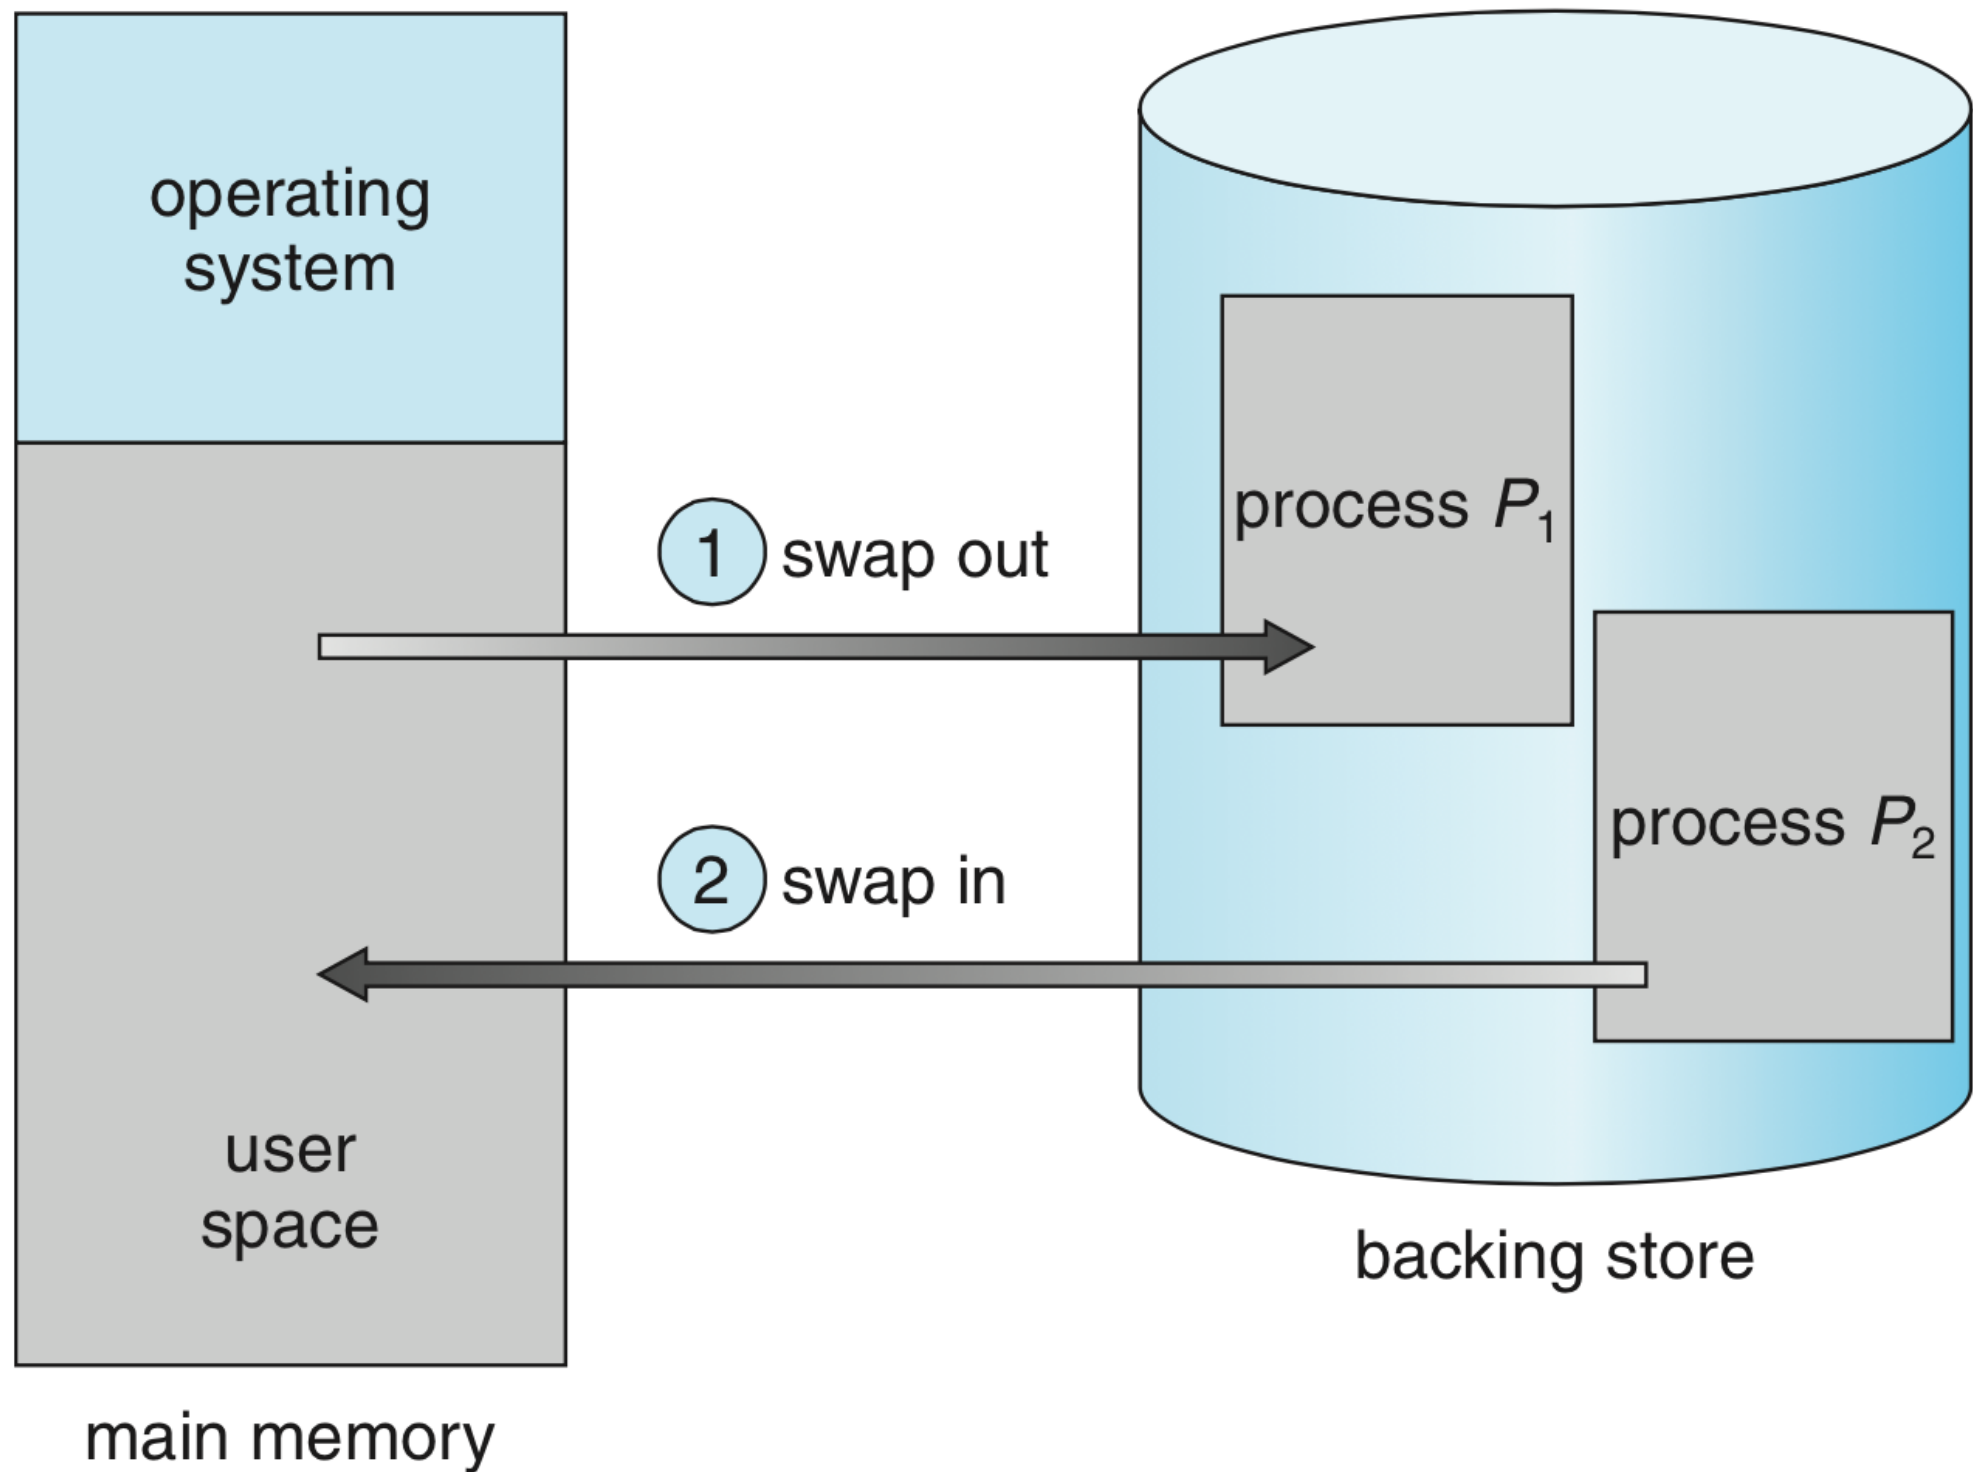 operating
system
1 swap out
process P₁
process P₂
2 swap in
user
space
backing store
main memory